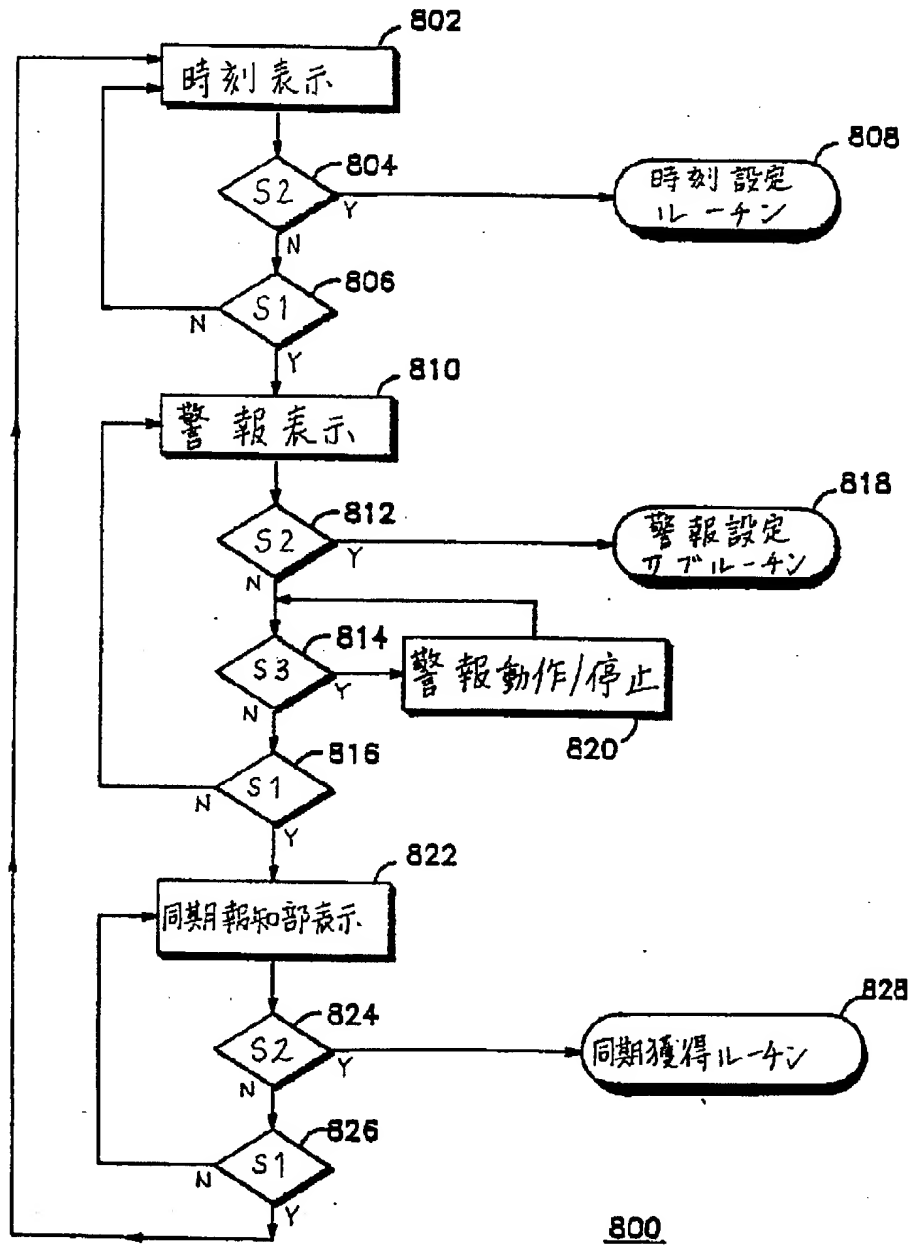 802
時刻表示
804
S2
Y
N
808
時刻設定
ルーチン
806
S1
N
Y
810
警報表示
812
S2
Y
N
818
警報設定
サブルーチン
814
S3
Y
N
警報動作/停止
820
816
S1
N
Y
822
同期報知部表示
824
S2
Y
N
828
同期獲得ルーチン
826
S1
N
Y
800